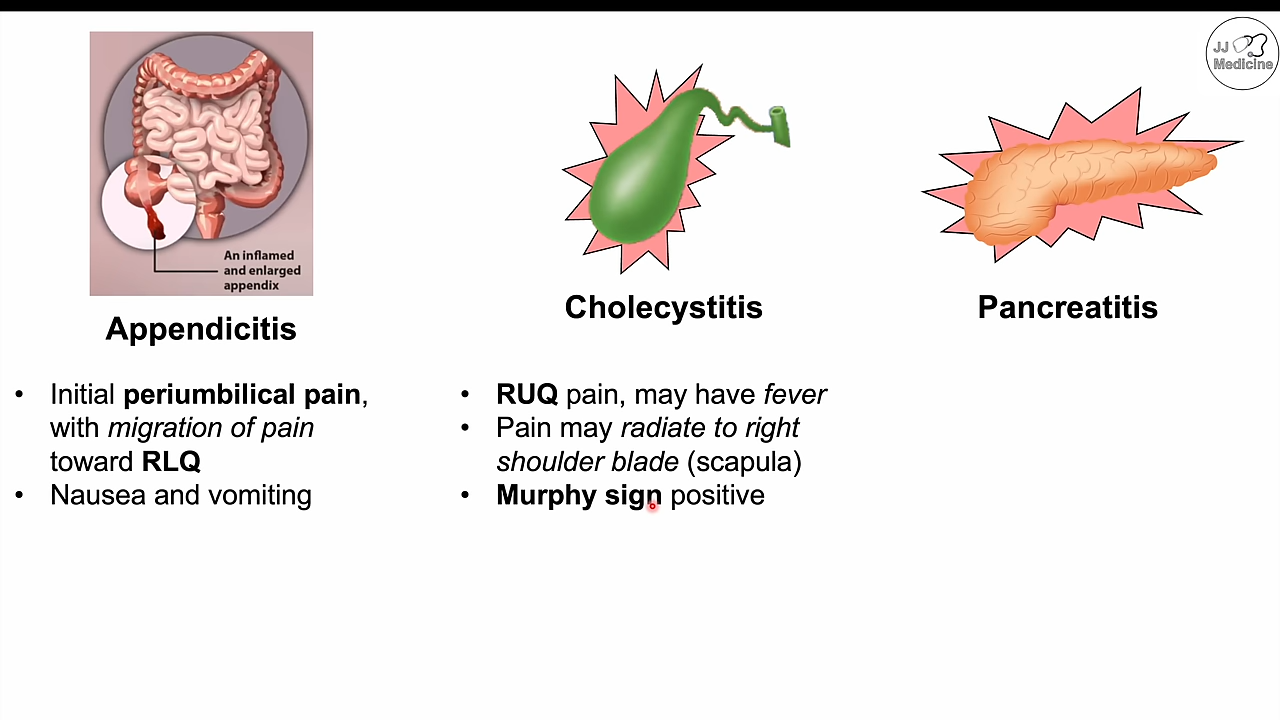 JJ
Medicine
An inflamed
and enlarged
appendix
Appendicitis
• Initial periumbilical pain,
with migration of pain
toward RLQ
• Nausea and vomiting
Cholecystitis
• RUQ pain, may have fever
• Pain may radiate to right
shoulder blade (scapula)
• Murphy sign positive
Pancreatitis